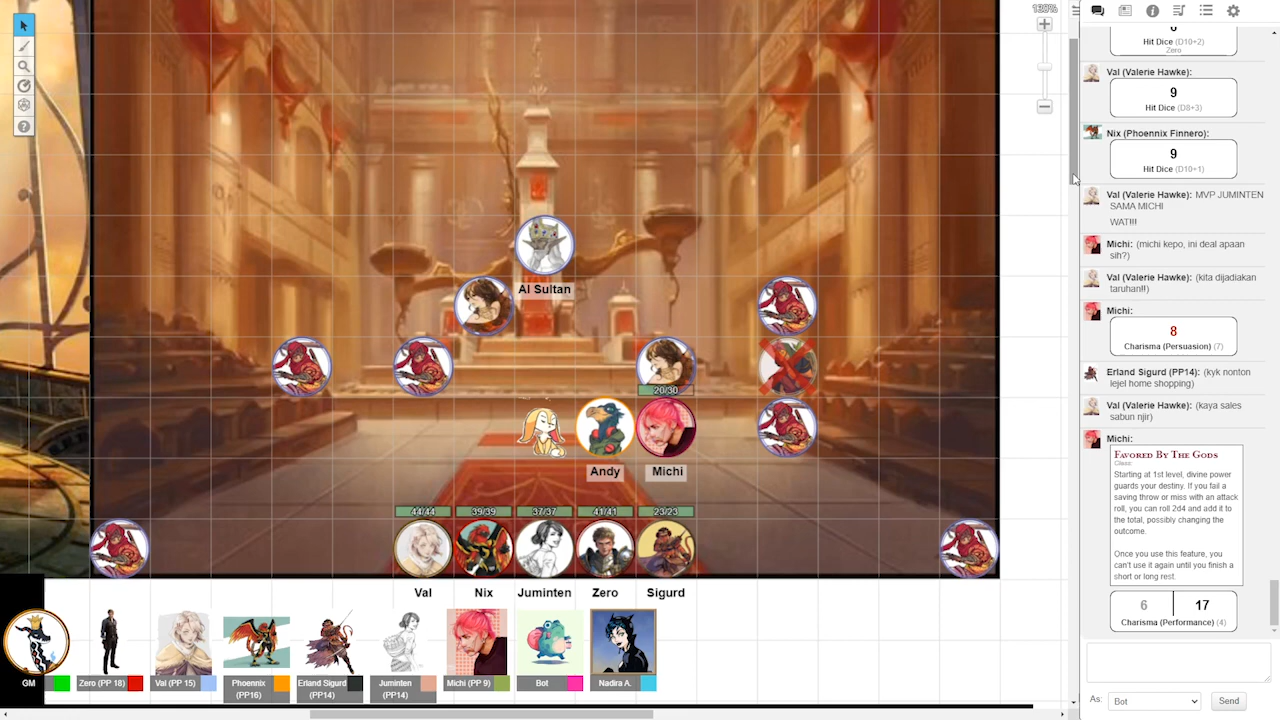 138%
Al Sultan
20/30
Andy
Michi
44/44
39/39
37/37
41/41
23/23
Val
Nix
Juminten
Zero
Sigurd
GM
Zero (PP 18)
Val (PP 15)
Phoennix
(PP16)
Erland Sigurd
(PP14)
Juminten
(PP14)
Michi (PP 9)
Bot
Nadira A.
Hit Dice (D10+2)
Zero
Val (Valerie Hawke):
9
Hit Dice (D8+3)
Nix (Phoennix Finnero):
9
Hit Dice (D10+1)
Val (Valerie Hawke): MVP JUMINTEN
SAMA MICHI
WAT!!!
Michi: (michi kepo, ini deal apaan
sih?)
Val (Valerie Hawke): (kita dijadiakan
taruhan!!)
Michi:
8
Charisma (Persuasion) (7)
Erland Sigurd (PP14): (kyk nonton
lejel home shopping)
Val (Valerie Hawke): (kaya sales
sabun njir)
Michi:
Favored By The Gods
Class:
Starting at 1st level, divine power
guards your destiny. If you fail a
saving throw or miss with an attack
roll, you can roll 2d4 and add it to
the total, possibly changing the
outcome.
Once you use this feature, you
can't use it again until you finish a
short or long rest.
6 17
Charisma (Performance) (4)
As: Bot Send